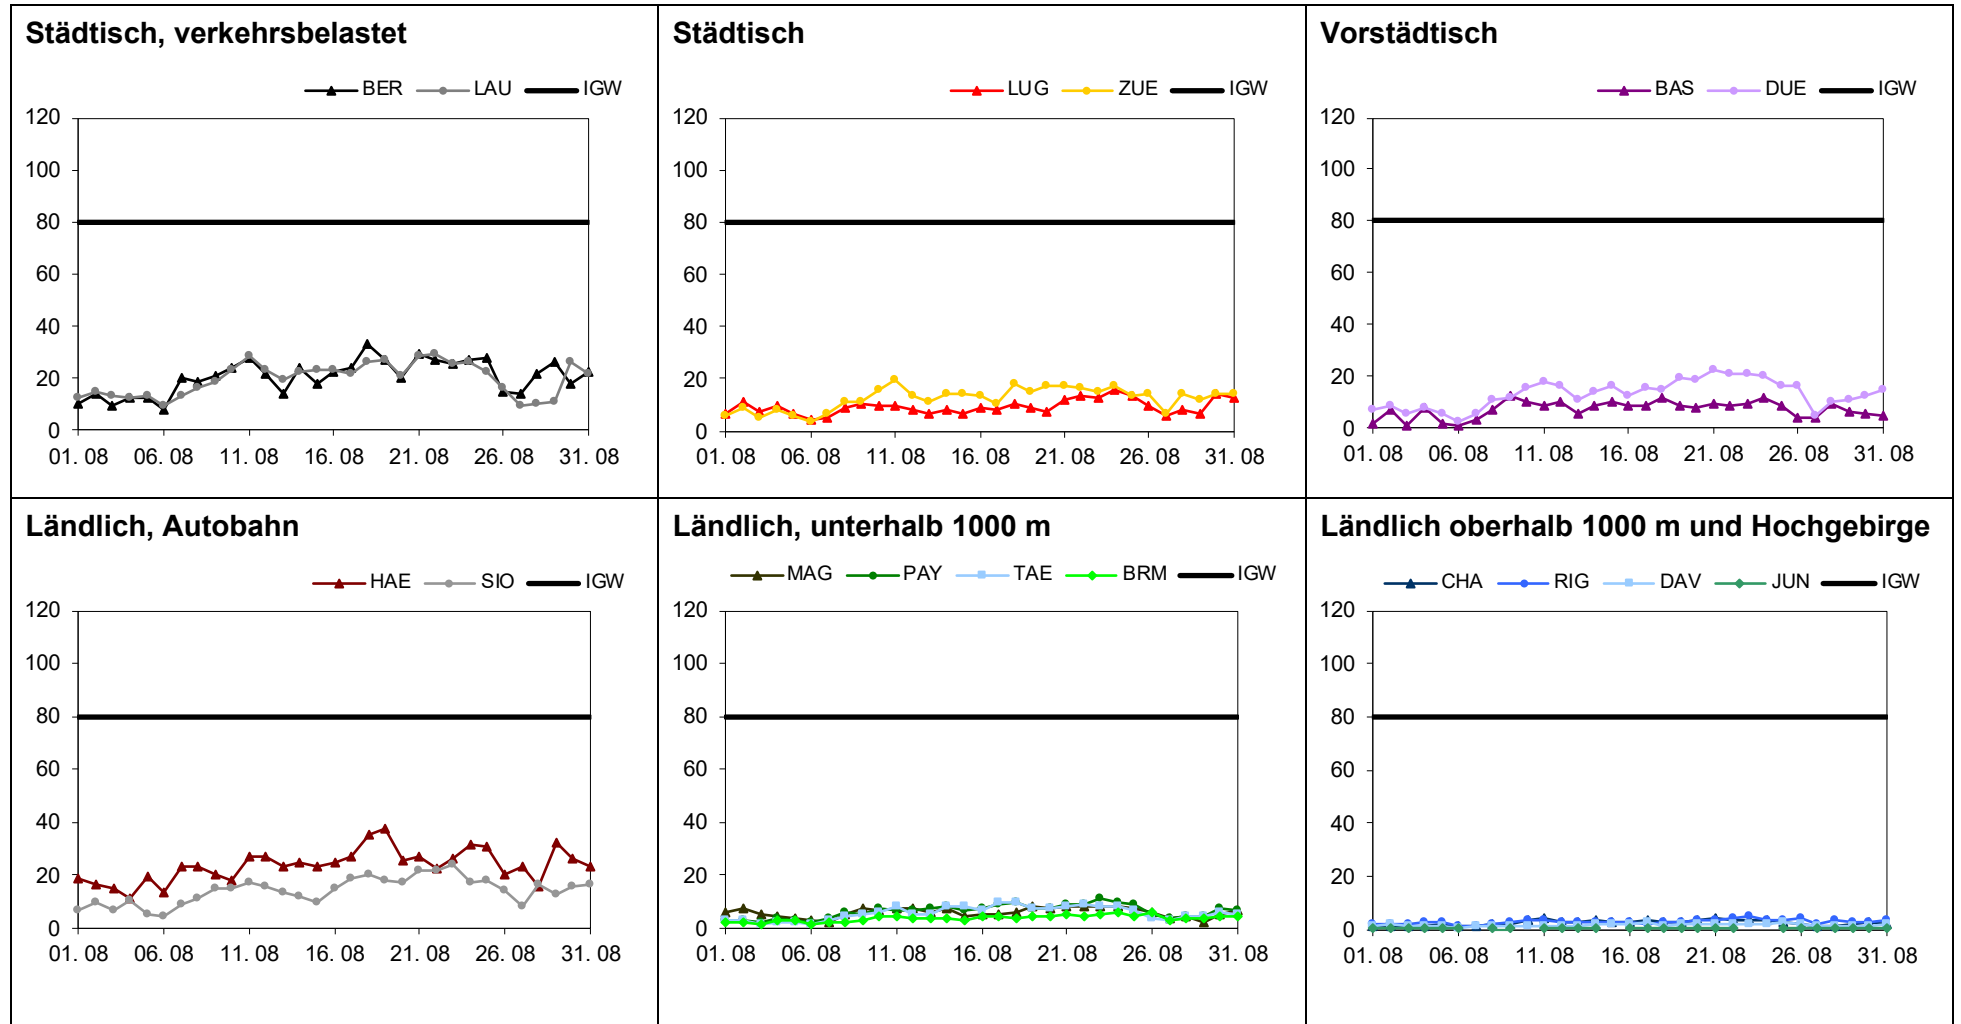 Städtisch, verkehrsbelastet
BER LAU IGW
120
100
80
60
40
20
0
01. 08 06. 08 11. 08 16. 08 21. 08 26. 08 31. 08
Städtisch
LUG ZUE IGW
120
100
80
60
40
20
0
01. 08 06. 08 11. 08 16. 08 21. 08 26. 08 31. 08
Vorstädtisch
BAS DUE IGW
120
100
80
60
40
20
0
01. 08 06. 08 11. 08 16. 08 21. 08 26. 08 31. 08
Ländlich, Autobahn
HAE SIO IGW
120
100
80
60
40
20
0
01. 08 06. 08 11. 08 16. 08 21. 08 26. 08 31. 08
Ländlich, unterhalb 1000 m
MAG PAY TAE BRM IGW
120
100
80
60
40
20
0
01. 08 06. 08 11. 08 16. 08 21. 08 26. 08 31. 08
Ländlich oberhalb 1000 m und Hochgebirge
CHA RIG DAV JUN IGW
120
100
80
60
40
20
0
01. 08 06. 08 11. 08 16. 08 21. 08 26. 08 31. 08